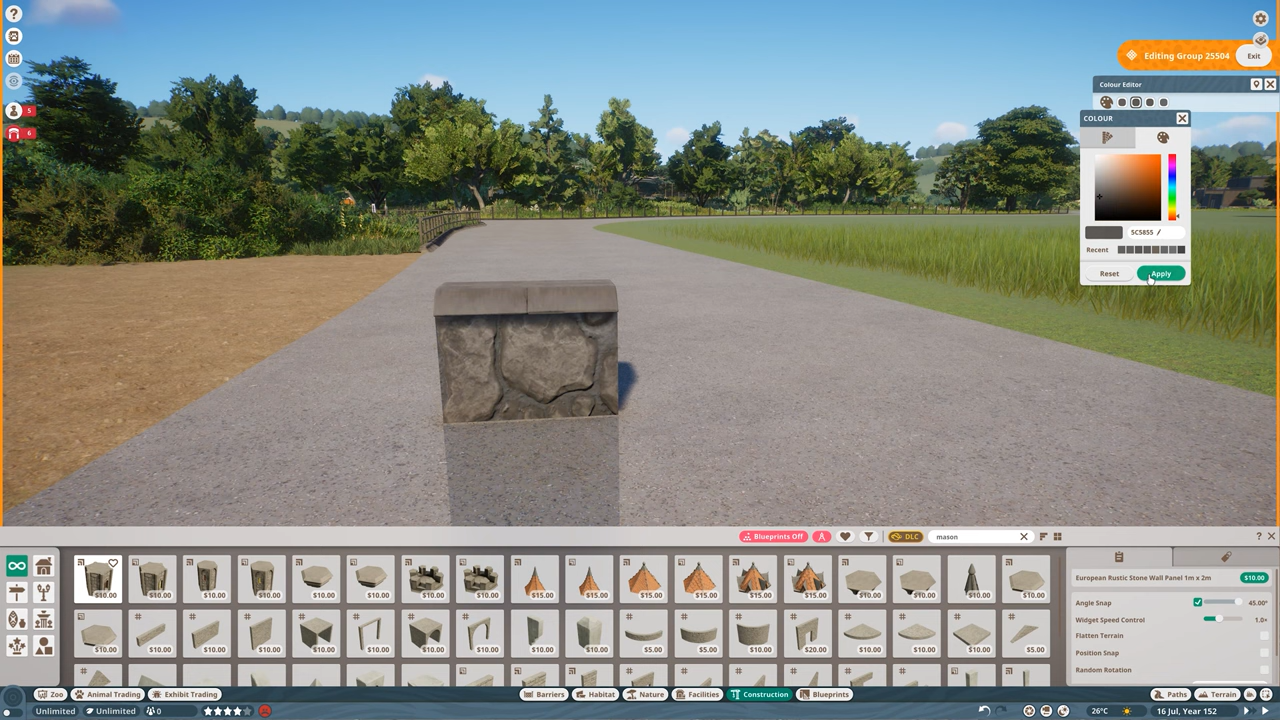 Editing Group 25504
Exit
Colour Editor
5
6
COLOUR
5C5855
Recent
Reset
Apply
Blueprints Off
DLC
mason
$10.00 $10.00 $10.00 $10.00 $10.00 $10.00 $10.00 $10.00 $15.00 $15.00 $15.00 $15.00 $15.00 $15.00 $10.00 $10.00 $10.00 $10.00
$10.00 $10.00 $10.00 $10.00 $10.00 $10.00 $10.00 $10.00 $10.00 $10.00 $5.00 $5.00 $10.00 $20.00 $10.00 $10.00 $10.00 $5.00
European Rustic Stone Wall Panel 1m x 2m $10.00
Angle Snap 45.00°
Widget Speed Control 1.0×
Flatten Terrain
Position Snap
Random Rotation
Zoo Animal Trading Exhibit Trading Barriers Habitat Nature Facilities Construction Blueprints Paths Terrain
Unlimited Unlimited 0 26°C 16 Jul, Year 152